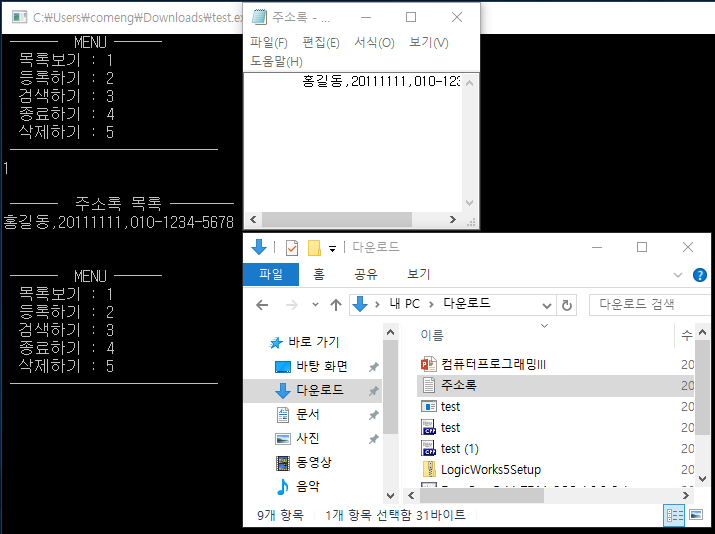 C:\Users\comeng\Downloads\test.ex
MENU
목록보기 : 1
등록하기 : 2
검색하기 : 3
종료하기 : 4
삭제하기 : 5
1
주소록 목록
홍길동,20111111,010-1234-5678
MENU
목록보기 : 1
등록하기 : 2
검색하기 : 3
종료하기 : 4
삭제하기 : 5
주소록 - ...
파일(F) 편집(E) 서식(O) 보기(V)
도움말(H)
홍길동,20111111,010-123
다운로드
파일 홈 공유 보기
내 PC > 다운로드
다운로드 검색
이름 수
바로 가기
바탕 화면
다운로드
문서
사진
동영상
음악
컴퓨터프로그래밍III 20
주소록 20
test 20
test 20
test (1) 20
LogicWorks5Setup 20
9개 항목 1개 항목 선택함 31바이트